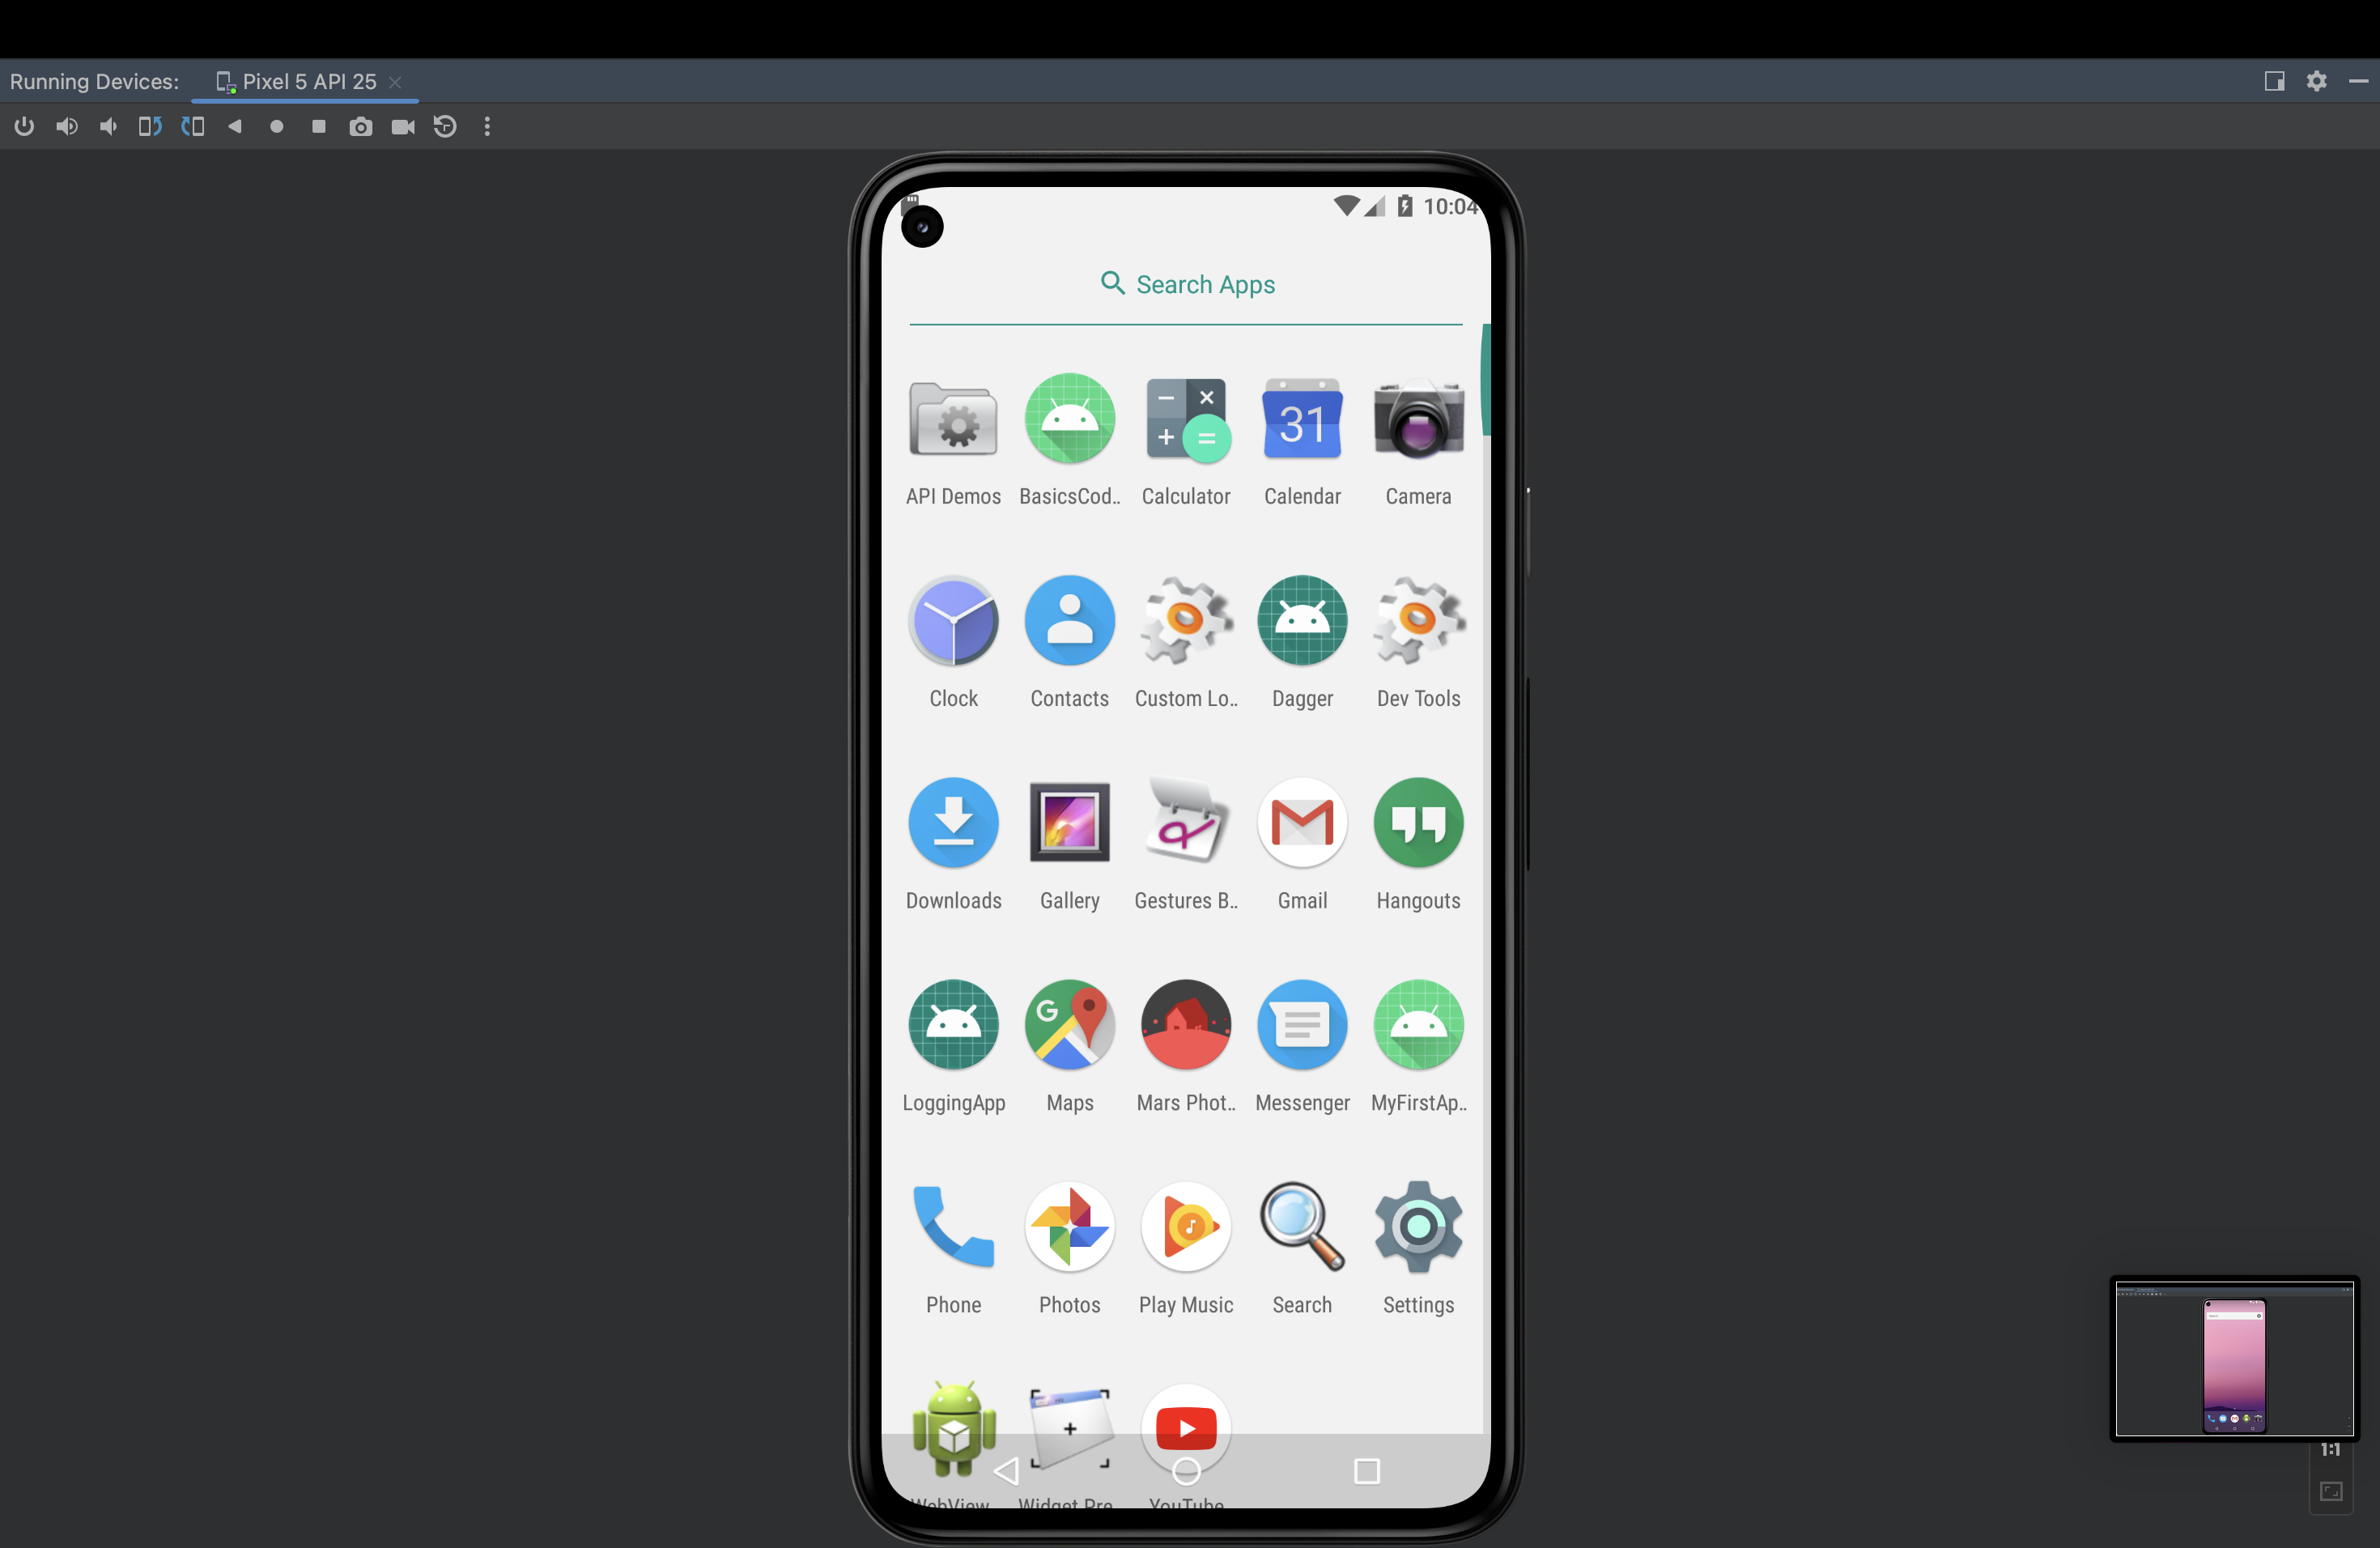 Running Devices: Pixel 5 API 25
10:04
Search Apps
31
API Demos BasicsCod.. Calculator Calendar Camera
Clock Contacts Custom Lo.. Dagger Dev Tools
Downloads Gallery Gestures B.. Gmail Hangouts
G
LoggingApp Maps Mars Phot.. Messenger MyFirstAp..
Phone Photos Play Music Search Settings
WebView Widget Pre YouTube
1:1